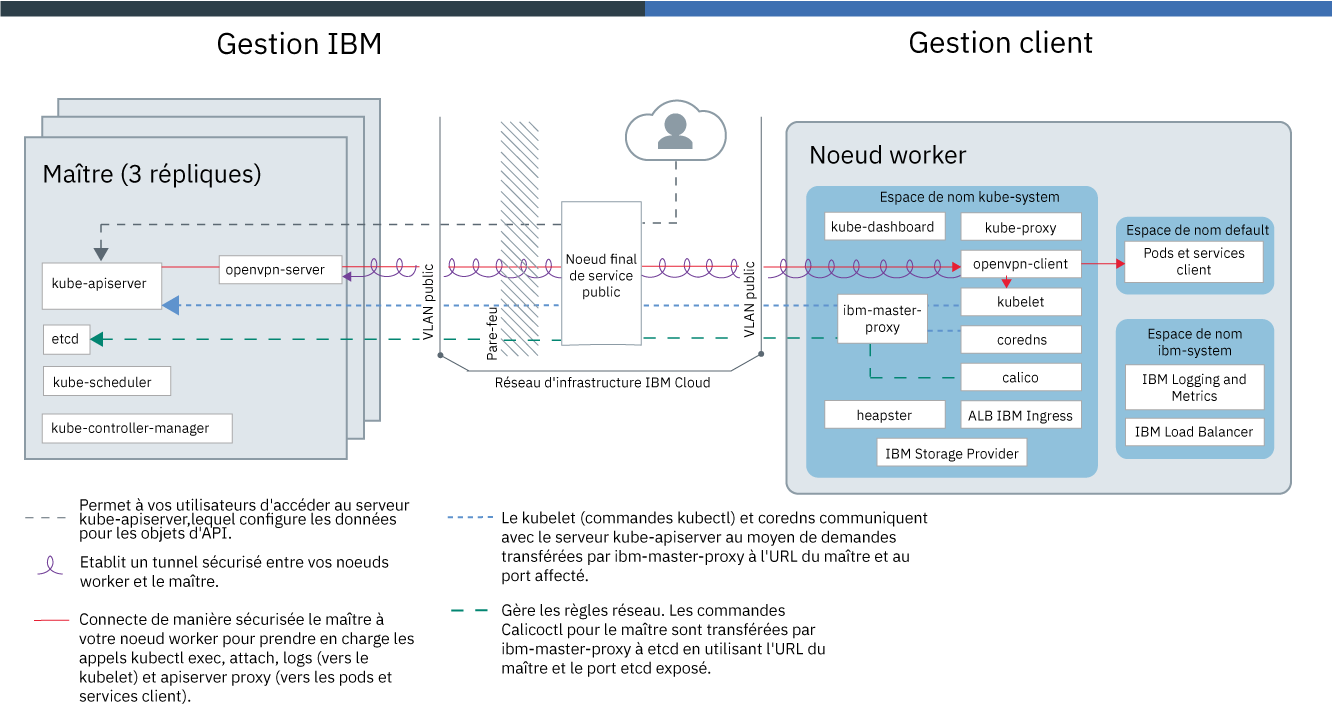 Gestion IBM
Gestion client
Maître (3 répliques)
kube-apiserver
openvpn-server
etcd
kube-scheduler
kube-controller-manager
VLAN public
Pare-feu
Noeud final
de service
public
VLAN public
Réseau d'infrastructure IBM Cloud
Noeud worker
Espace de nom kube-system
kube-dashboard
kube-proxy
openvpn-client
kubelet
ibm-master-
proxy
coredns
calico
heapster
ALB IBM Ingress
IBM Storage Provider
Espace de nom default
Pods et services
client
Espace de nom
ibm-system
IBM Logging and
Metrics
IBM Load Balancer
Permet à vos utilisateurs d'accéder au serveur
kube-apiserver,lequel configure les données
pour les objets d'API.
Etablit un tunnel sécurisé entre vos noeuds
worker et le maître.
Connecte de manière sécurisée le maître à
votre noeud worker pour prendre en charge les
appels kubectl exec, attach, logs (vers le
kubelet) et apiserver proxy (vers les pods et
services client).
Le kubelet (commandes kubectl) et coredns communiquent
avec le serveur kube-apiserver au moyen de demandes
transférées par ibm-master-proxy à l'URL du maître et au
port affecté.
Gère les règles réseau. Les commandes
Calicoctl pour le maître sont transférées par
ibm-master-proxy à etcd en utilisant l'URL du
maître et le port etcd exposé.